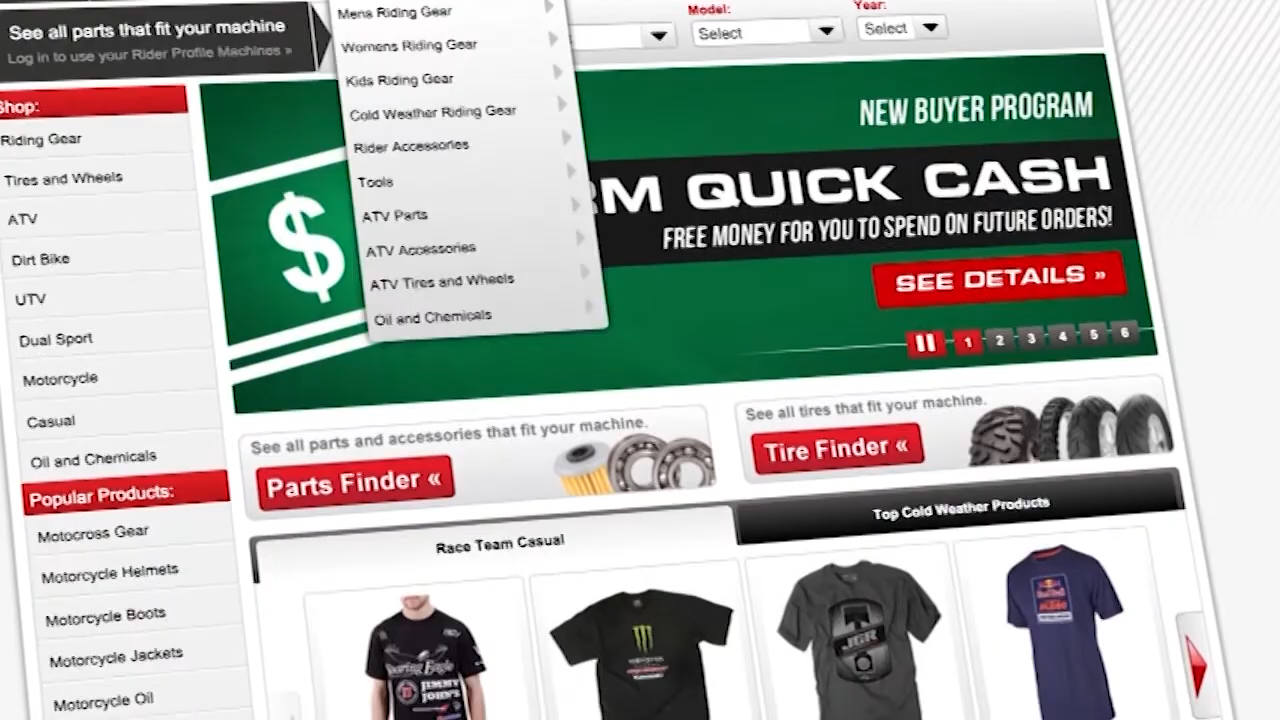 See all parts that fit your machine
Log in to use your Rider Profile Machines »
Mens Riding Gear
Womens Riding Gear
Kids Riding Gear
Cold Weather Riding Gear
Rider Accessories
Tools
ATV Parts
ATV Accessories
ATV Tires and Wheels
Oil and Chemicals
Model:
Select
Year:
Select
Shop:
Riding Gear
Tires and Wheels
ATV
Dirt Bike
UTV
Dual Sport
Motorcycle
Casual
Oil and Chemicals
Popular Products:
Motocross Gear
Motorcycle Helmets
Motorcycle Boots
Motorcycle Jackets
Motorcycle Oil
$
NEW BUYER PROGRAM
RM QUICK CASH
FREE MONEY FOR YOU TO SPEND ON FUTURE ORDERS!
SEE DETAILS »
1 2 3 4 5 6
See all parts and accessories that fit your machine.
Parts Finder «
See all tires that fit your machine.
Tire Finder «
Race Team Casual
Top Cold Weather Products
JIMMY
JOHN'S
JGR
Red Bull
KTM